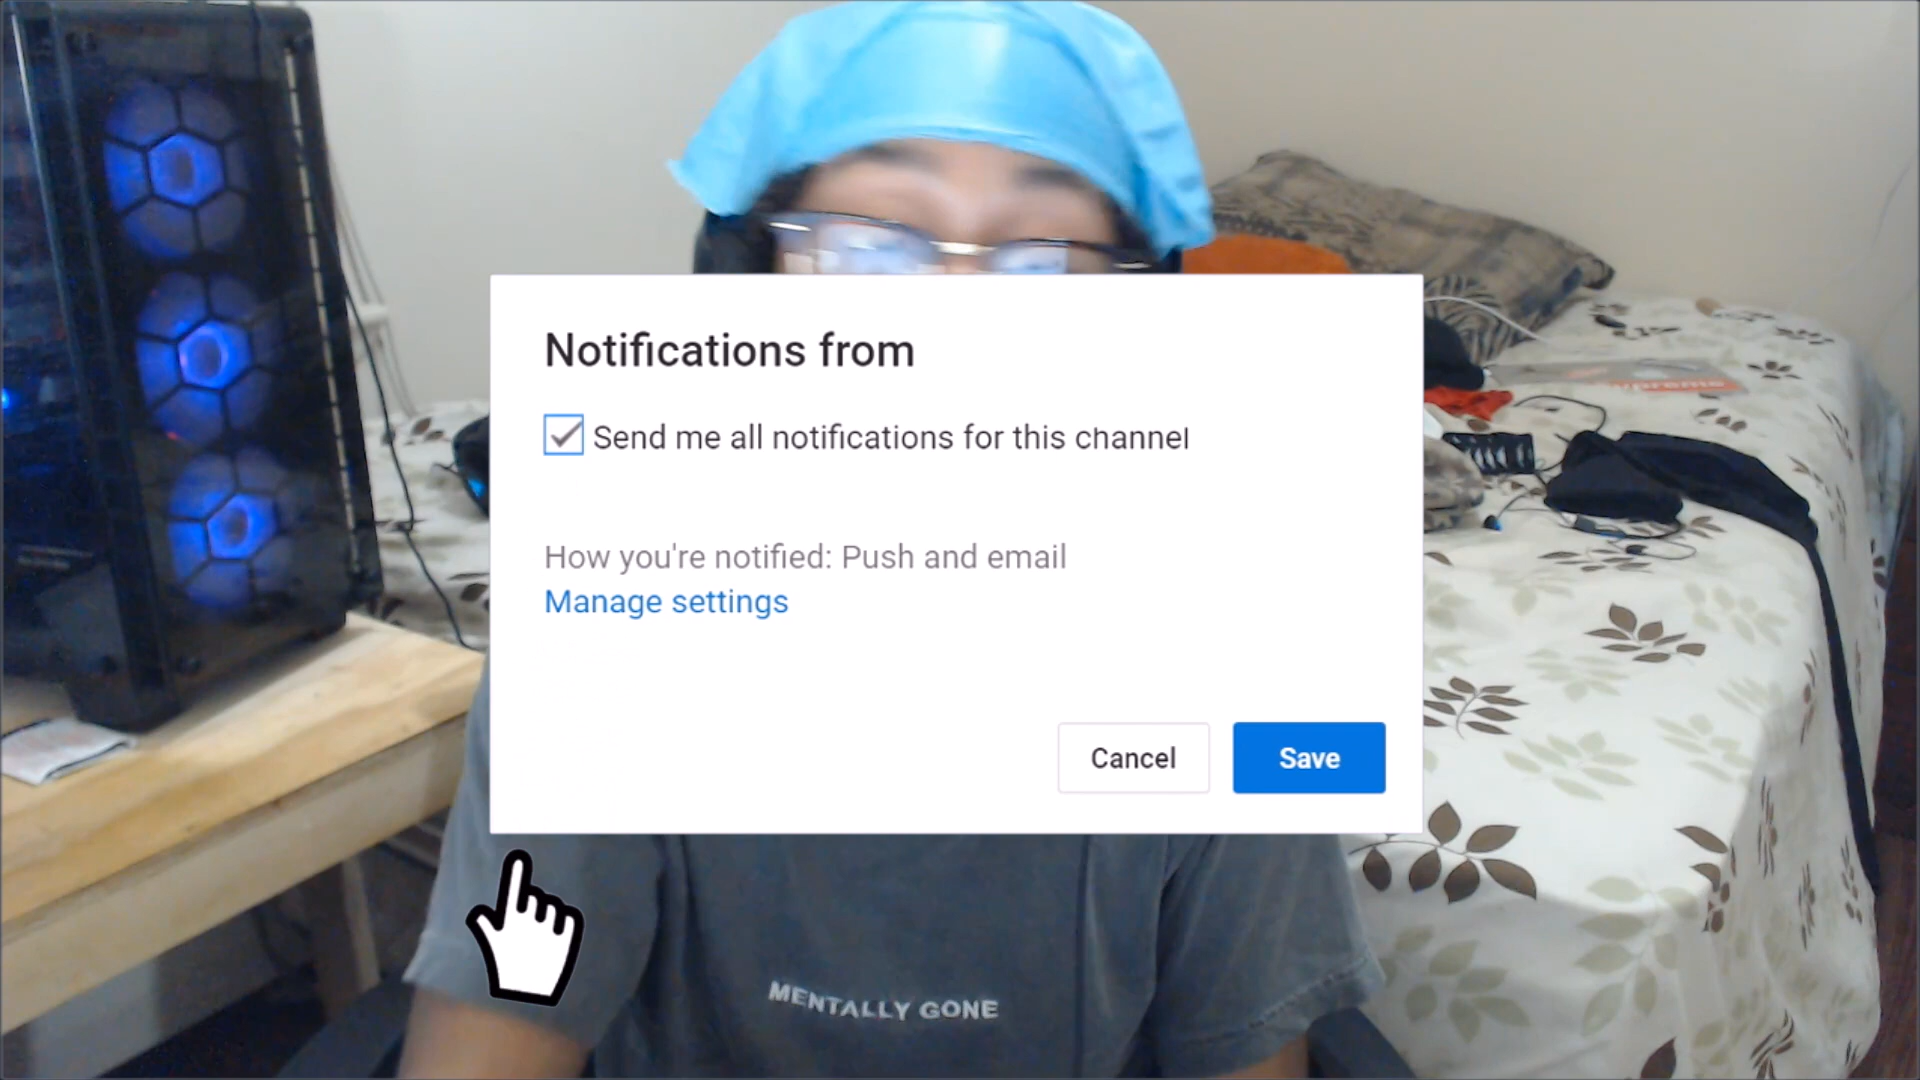 Notifications from
Send me all notifications for this channel
How you're notified: Push and email
Manage settings
Cancel
Save
MENTALLY GONE